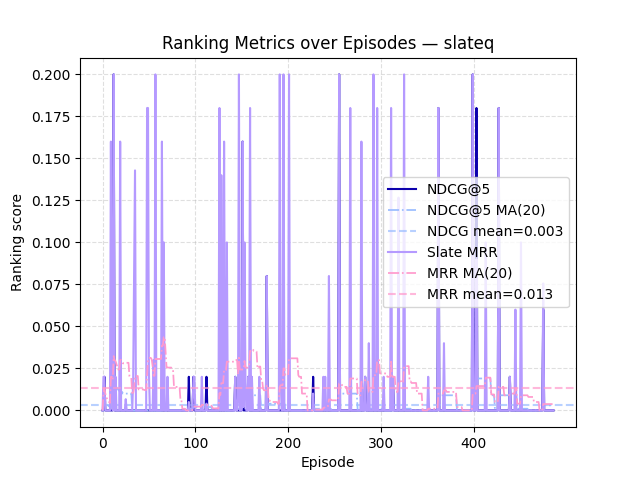 Ranking Metrics over Episodes — slateq
Ranking score
0.200
0.175
0.150
0.125
0.100
0.075
0.050
0.025
0.000
NDCG@5
NDCG@5 MA(20)
NDCG mean=0.003
Slate MRR
MRR MA(20)
MRR mean=0.013
0 100 200 300 400
Episode